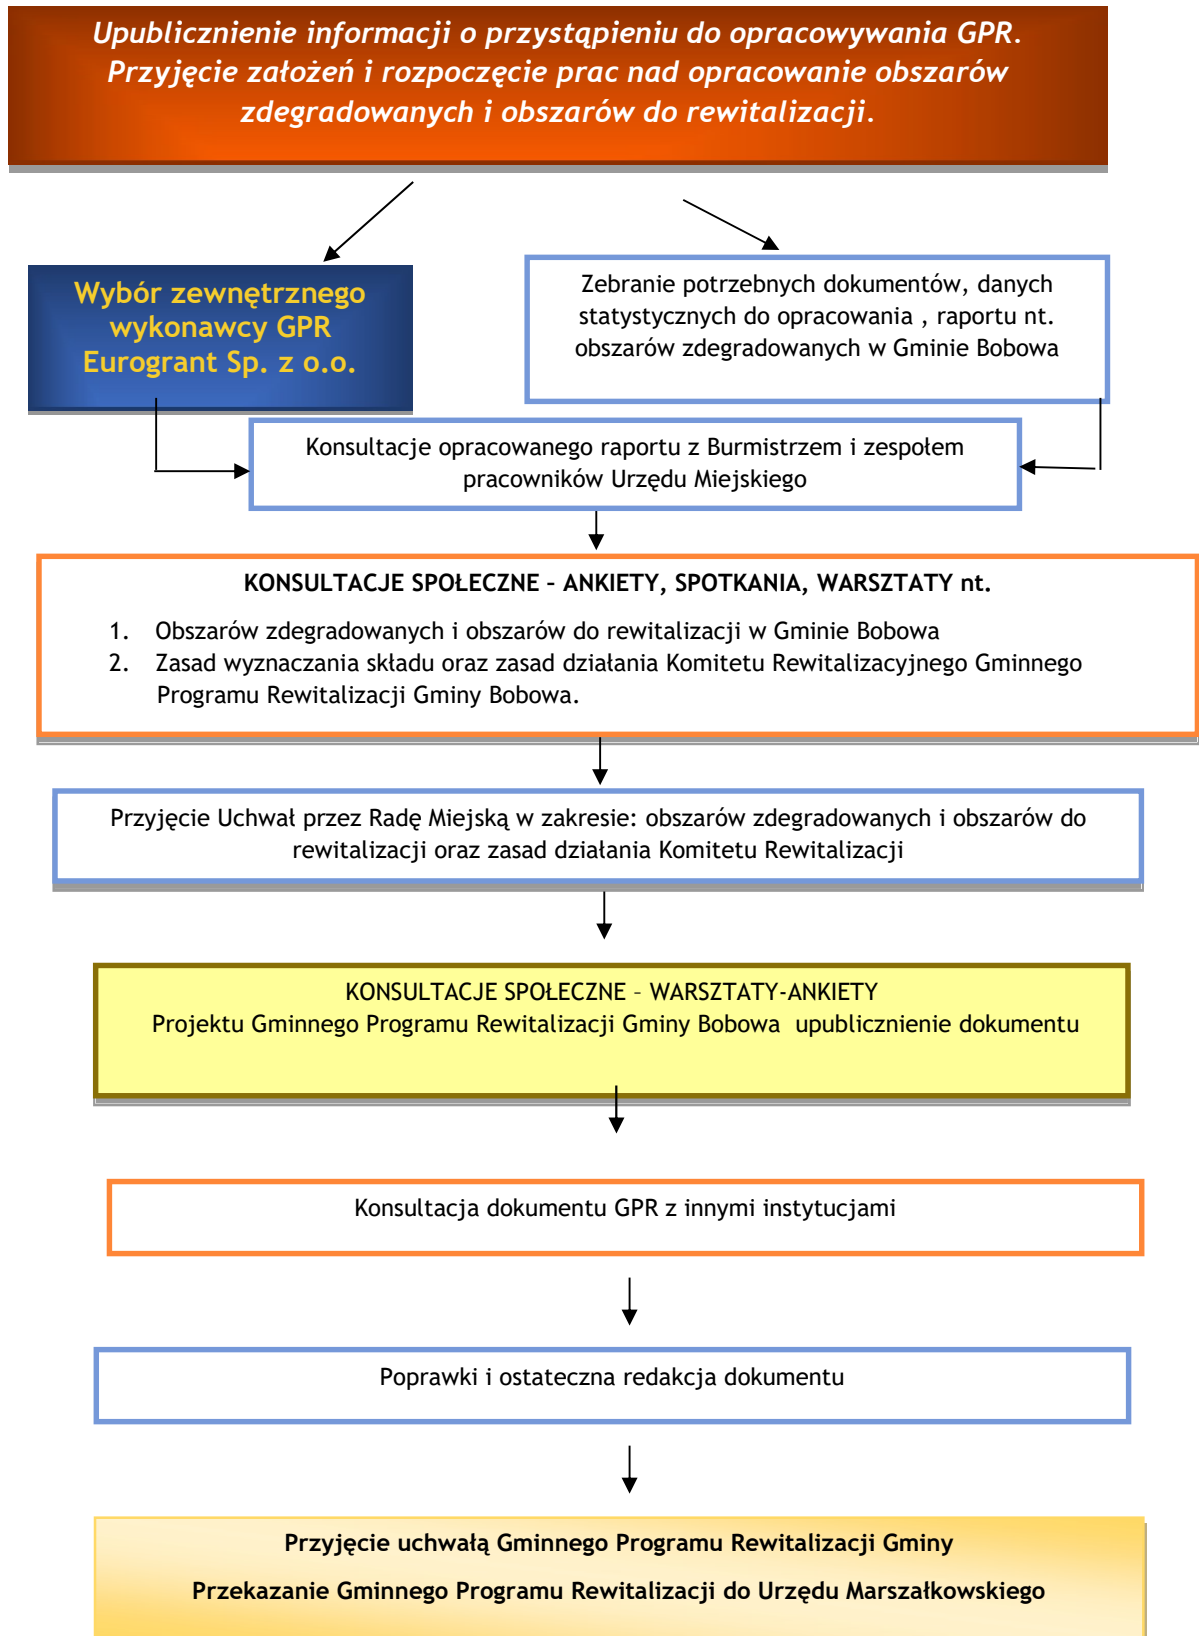 Upublicznienie informacji o przystąpieniu do opracowywania GPR.
Przyjęcie założeń i rozpoczęcie prac nad opracowanie obszarów
zdegradowanych i obszarów do rewitalizacji.
Wybór zewnętrznego
wykonawcy GPR
Eurogrant Sp. z o.o.
Zebranie potrzebnych dokumentów, danych
statystycznych do opracowania , raportu nt.
obszarów zdegradowanych w Gminie Bobowa
Konsultacje opracowanego raportu z Burmistrzem i zespołem
pracowników Urzędu Miejskiego
KONSULTACJE SPOŁECZNE – ANKIETY, SPOTKANIA, WARSZTATY nt.
1. Obszarów zdegradowanych i obszarów do rewitalizacji w Gminie Bobowa
2. Zasad wyznaczania składu oraz zasad działania Komitetu Rewitalizacyjnego Gminnego
Programu Rewitalizacji Gminy Bobowa.
Przyjęcie Uchwał przez Radę Miejską w zakresie: obszarów zdegradowanych i obszarów do
rewitalizacji oraz zasad działania Komitetu Rewitalizacji
KONSULTACJE SPOŁECZNE – WARSZTATY-ANKIETY
Projektu Gminnego Programu Rewitalizacji Gminy Bobowa upublicznienie dokumentu
Konsultacja dokumentu GPR z innymi instytucjami
Poprawki i ostateczna redakcja dokumentu
Przyjęcie uchwałą Gminnego Programu Rewitalizacji Gminy
Przekazanie Gminnego Programu Rewitalizacji do Urzędu Marszałkowskiego